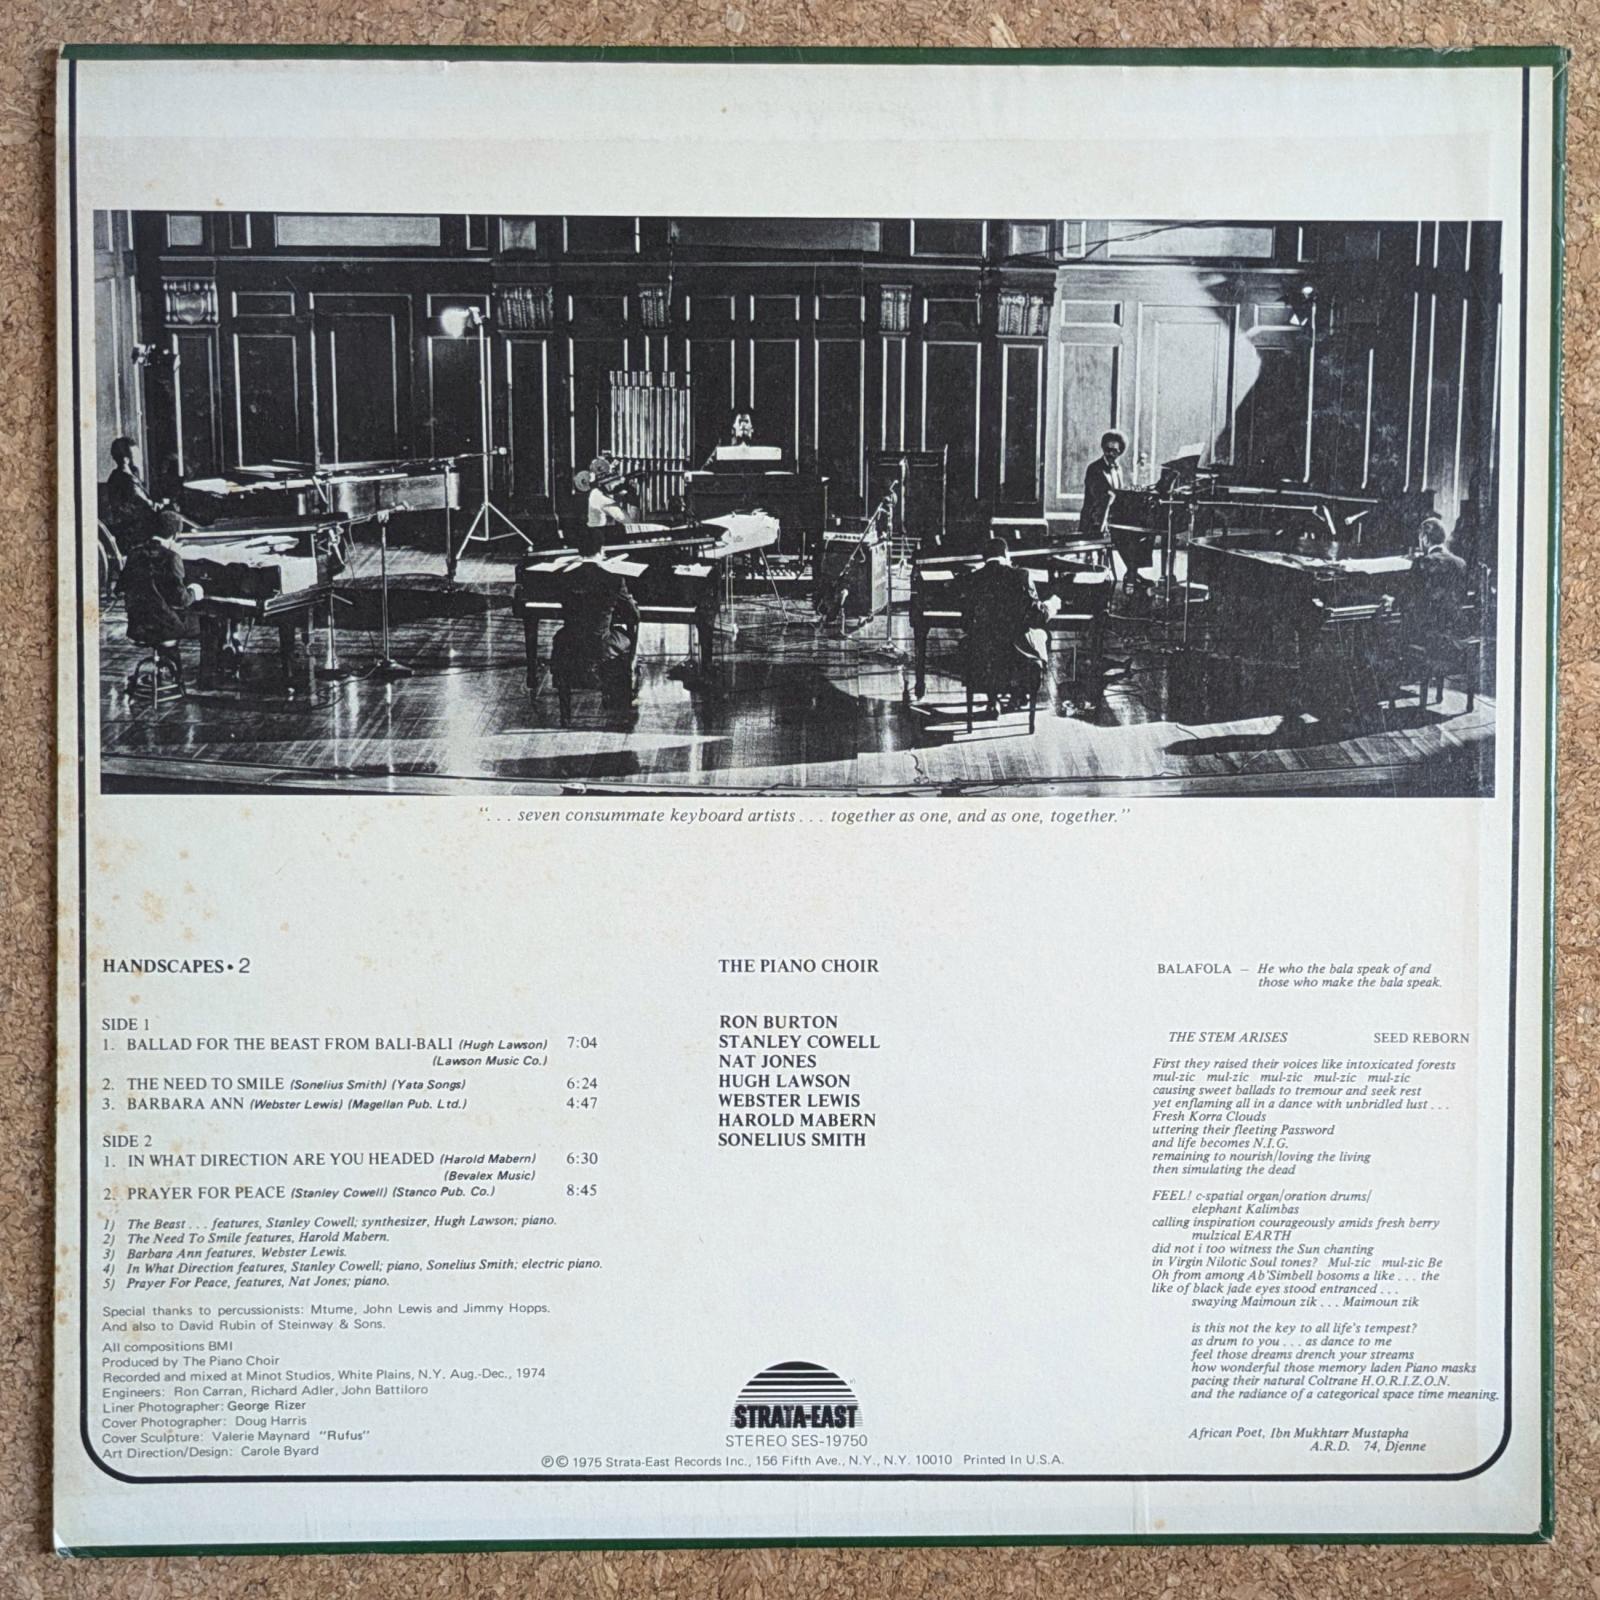 “. . . seven consummate keyboard artists . . . together as one, and as one, together.”
HANDSCAPES • 2
SIDE 1
1. BALLAD FOR THE BEAST FROM BALI-BALI (Hugh Lawson) 7:04
(Lawson Music Co.)
2. THE NEED TO SMILE (Sonelius Smith) (Yata Songs) 6:24
3. BARBARA ANN (Webster Lewis) (Magellan Pub. Ltd.) 4:47
SIDE 2
1. IN WHAT DIRECTION ARE YOU HEADED (Harold Mabern) 6:30
(Bevalex Music)
2. PRAYER FOR PEACE (Stanley Cowell) (Stanco Pub. Co.) 8:45
1) The Beast . . . features, Stanley Cowell; synthesizer, Hugh Lawson; piano.
2) The Need To Smile features, Harold Mabern.
3) Barbara Ann features, Webster Lewis.
4) In What Direction features, Stanley Cowell; piano, Sonelius Smith; electric piano.
5) Prayer For Peace, features, Nat Jones; piano.
Special thanks to percussionists: Mtume, John Lewis and Jimmy Hopps.
And also to David Rubin of Steinway & Sons.
All compositions BMI
Produced by The Piano Choir
Recorded and mixed at Minot Studios, White Plains, N.Y. Aug.-Dec., 1974
Engineers: Ron Carran, Richard Adler, John Battiloro
Liner Photographer: George Rizer
Cover Photographer: Doug Harris
Cover Sculpture: Valerie Maynard "Rufus"
Art Direction/Design: Carole Byard
THE PIANO CHOIR
RON BURTON
STANLEY COWELL
NAT JONES
HUGH LAWSON
WEBSTER LEWIS
HAROLD MABERN
SONELIUS SMITH
STRATA-EAST
STEREO SES-19750
℗© 1975 Strata-East Records Inc., 156 Fifth Ave., N.Y., N.Y. 10010 Printed In U.S.A.
BALAFOLA – He who the bala speak of and
those who make the bala speak.
THE STEM ARISES SEED REBORN
First they raised their voices like intoxicated forests
mul-zic mul-zic mul-zic mul-zic mul-zic
causing sweet ballads to tremour and seek rest
yet enflaming all in a dance with unbridled lust . . .
Fresh Korra Clouds
uttering their fleeting Password
and life becomes N.I.G.
remaining to nourish/loving the living
then simulating the dead
FEEL! c-spatial organ/oration drums/
elephant Kalimbas
calling inspiration courageously amids fresh berry
mulzical EARTH
did not i too witness the Sun chanting
in Virgin Nilotic Soul tones? Mul-zic mul-zic Be
Oh from among Ab'Simbell bosoms a like . . . the
like of black jade eyes stood entranced . . .
swaying Maimoun zik . . . Maimoun zik
is this not the key to all life's tempest?
as drum to you . . . as dance to me
feel those dreams drench your streams
how wonderful those memory laden Piano masks
pacing their natural Coltrane H.O.R.I.Z.O.N.
and the radiance of a categorical space time meaning.
African Poet, Ibn Mukhtarr Mustapha
A.R.D. 74, Djenne